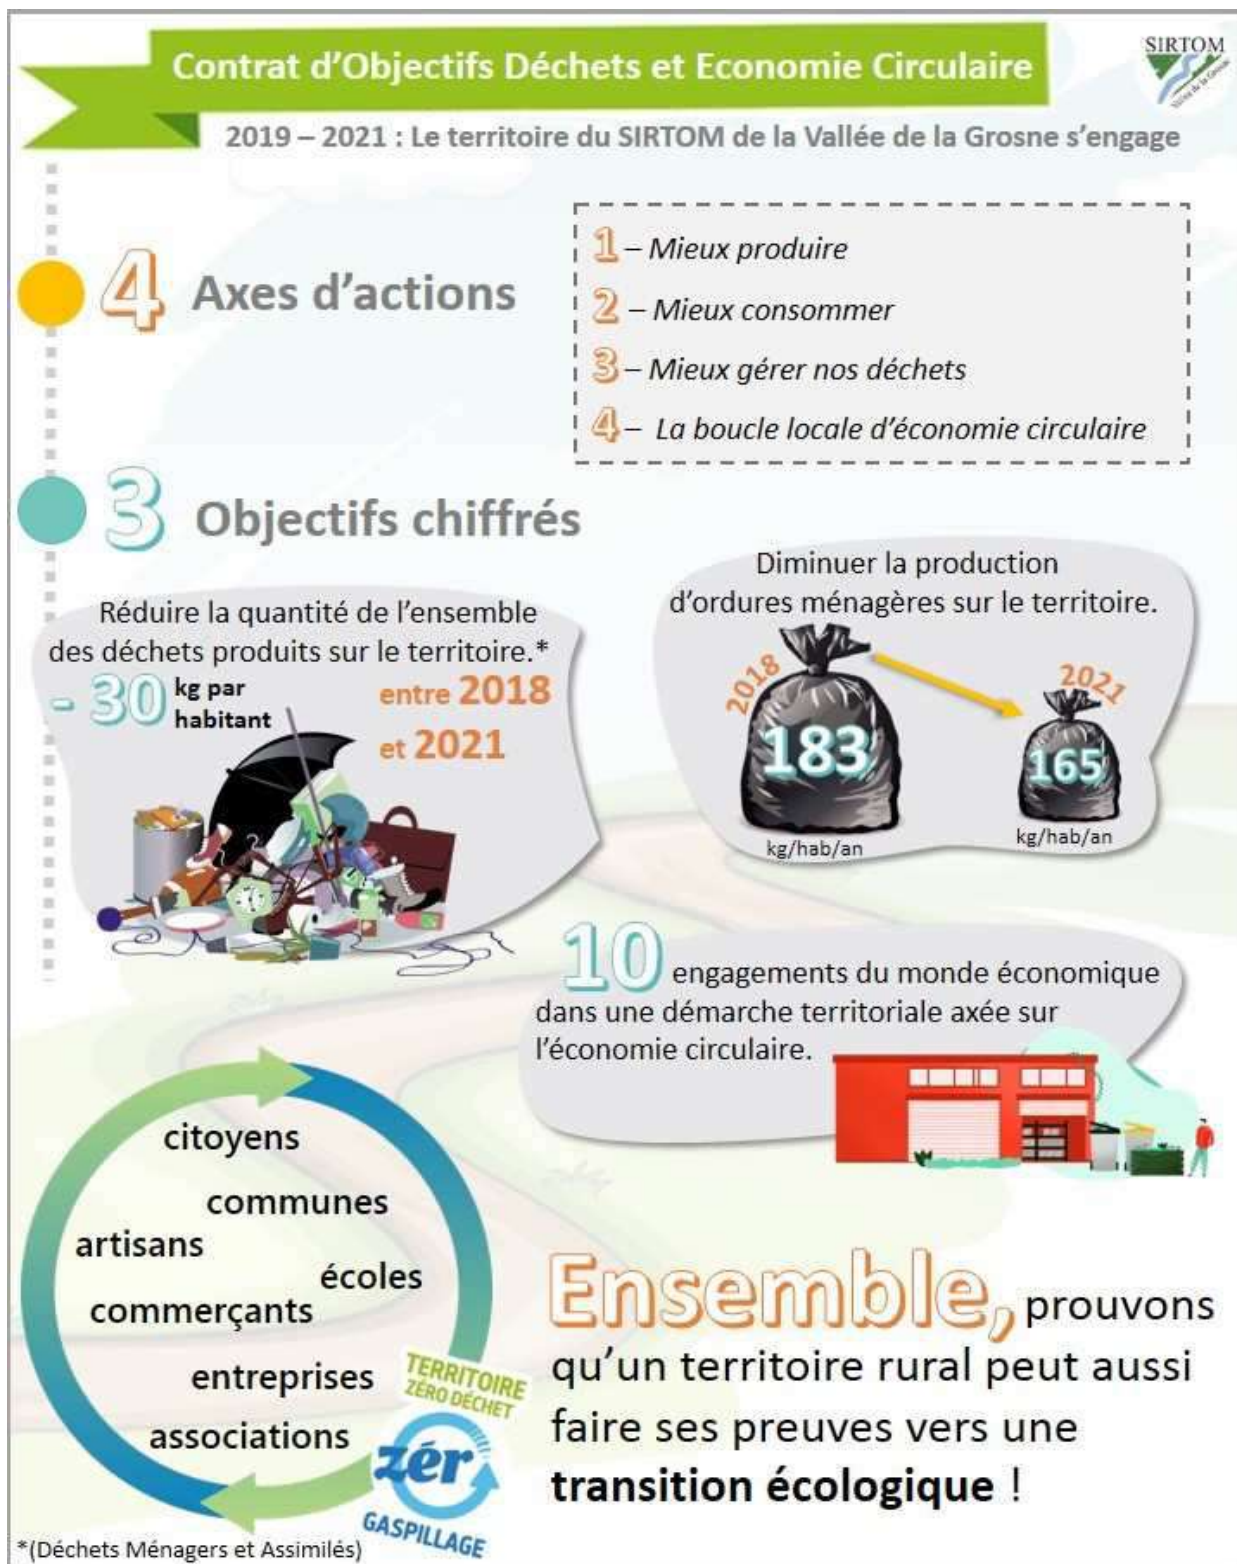 Contrat d'Objectifs Déchets et Economie Circulaire
SIRTOM
Vallée de la Grosne
2019 – 2021 : Le territoire du SIRTOM de la Vallée de la Grosne s'engage
4 Axes d'actions
1 – Mieux produire
2 – Mieux consommer
3 – Mieux gérer nos déchets
4 – La boucle locale d'économie circulaire
3 Objectifs chiffrés
Réduire la quantité de l'ensemble
des déchets produits sur le territoire.*
- 30 kg par
habitant
entre 2018
et 2021
Diminuer la production
d'ordures ménagères sur le territoire.
2018
183
kg/hab/an
2021
165
kg/hab/an
10 engagements du monde économique
dans une démarche territoriale axée sur
l'économie circulaire.
citoyens
communes
artisans
écoles
commerçants
entreprises
associations
TERRITOIRE
ZÉRO DÉCHET
zér
GASPILLAGE
Ensemble, prouvons
qu'un territoire rural peut aussi
faire ses preuves vers une
transition écologique !
*(Déchets Ménagers et Assimilés)